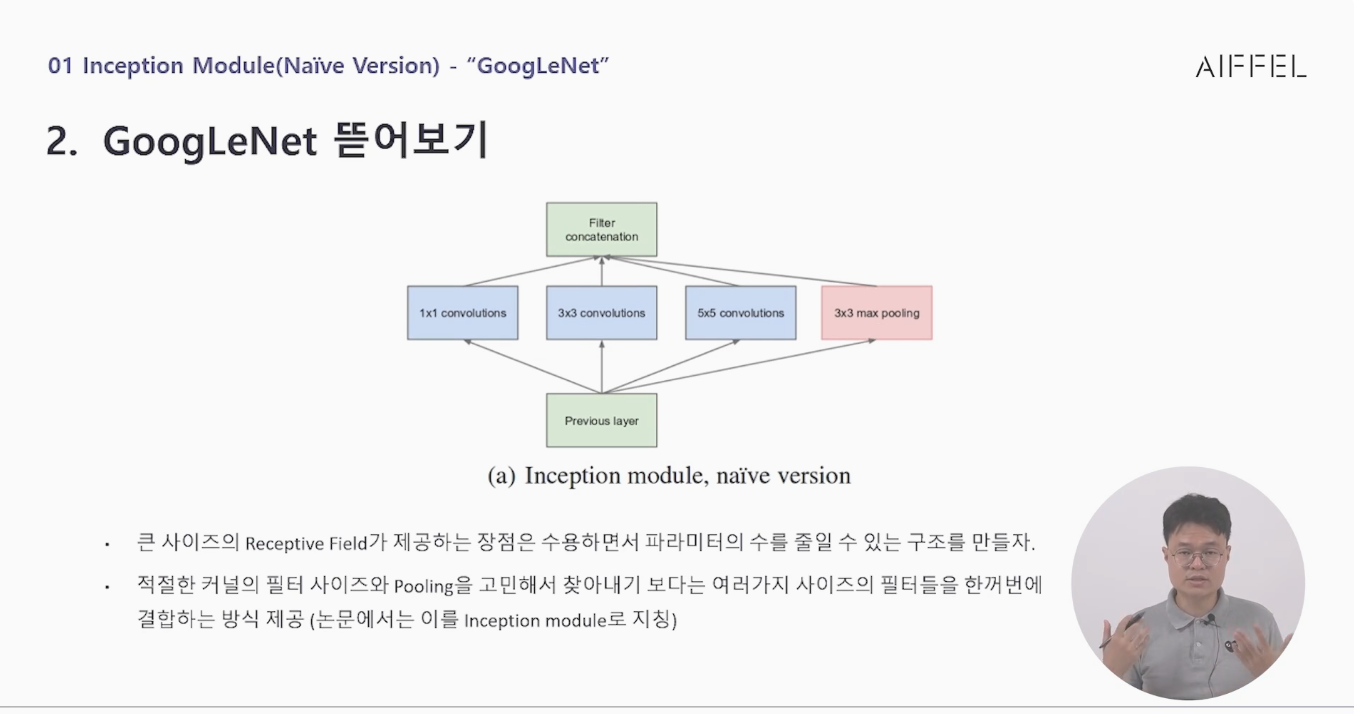 01 Inception Module(Naïve Version) - “GoogLeNet”
AIFFEL
2. GoogLeNet 뜯어보기
Filter
concatenation
1x1 convolutions
3x3 convolutions
5x5 convolutions
3x3 max pooling
Previous layer
(a) Inception module, naïve version
• 큰 사이즈의 Receptive Field가 제공하는 장점은 수용하면서 파라미터의 수를 줄일 수 있는 구조를 만들자.
• 적절한 커널의 필터 사이즈와 Pooling을 고민해서 찾아내기 보다는 여러가지 사이즈의 필터들을 한꺼번에
결합하는 방식 제공 (논문에서는 이를 Inception module로 지칭)